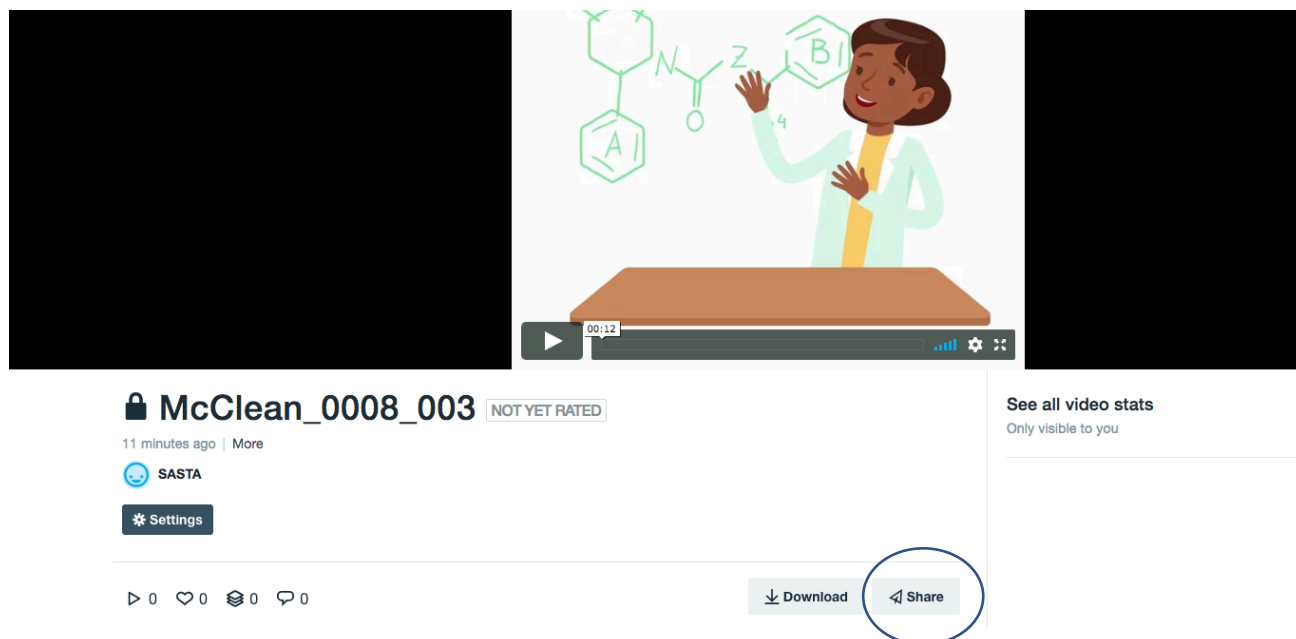 N
Z
B
O
A
4
00:12
McClean_0008_003 NOT YET RATED
11 minutes ago | More
SASTA
Settings
0 0 0 0
Download Share
See all video stats
Only visible to you